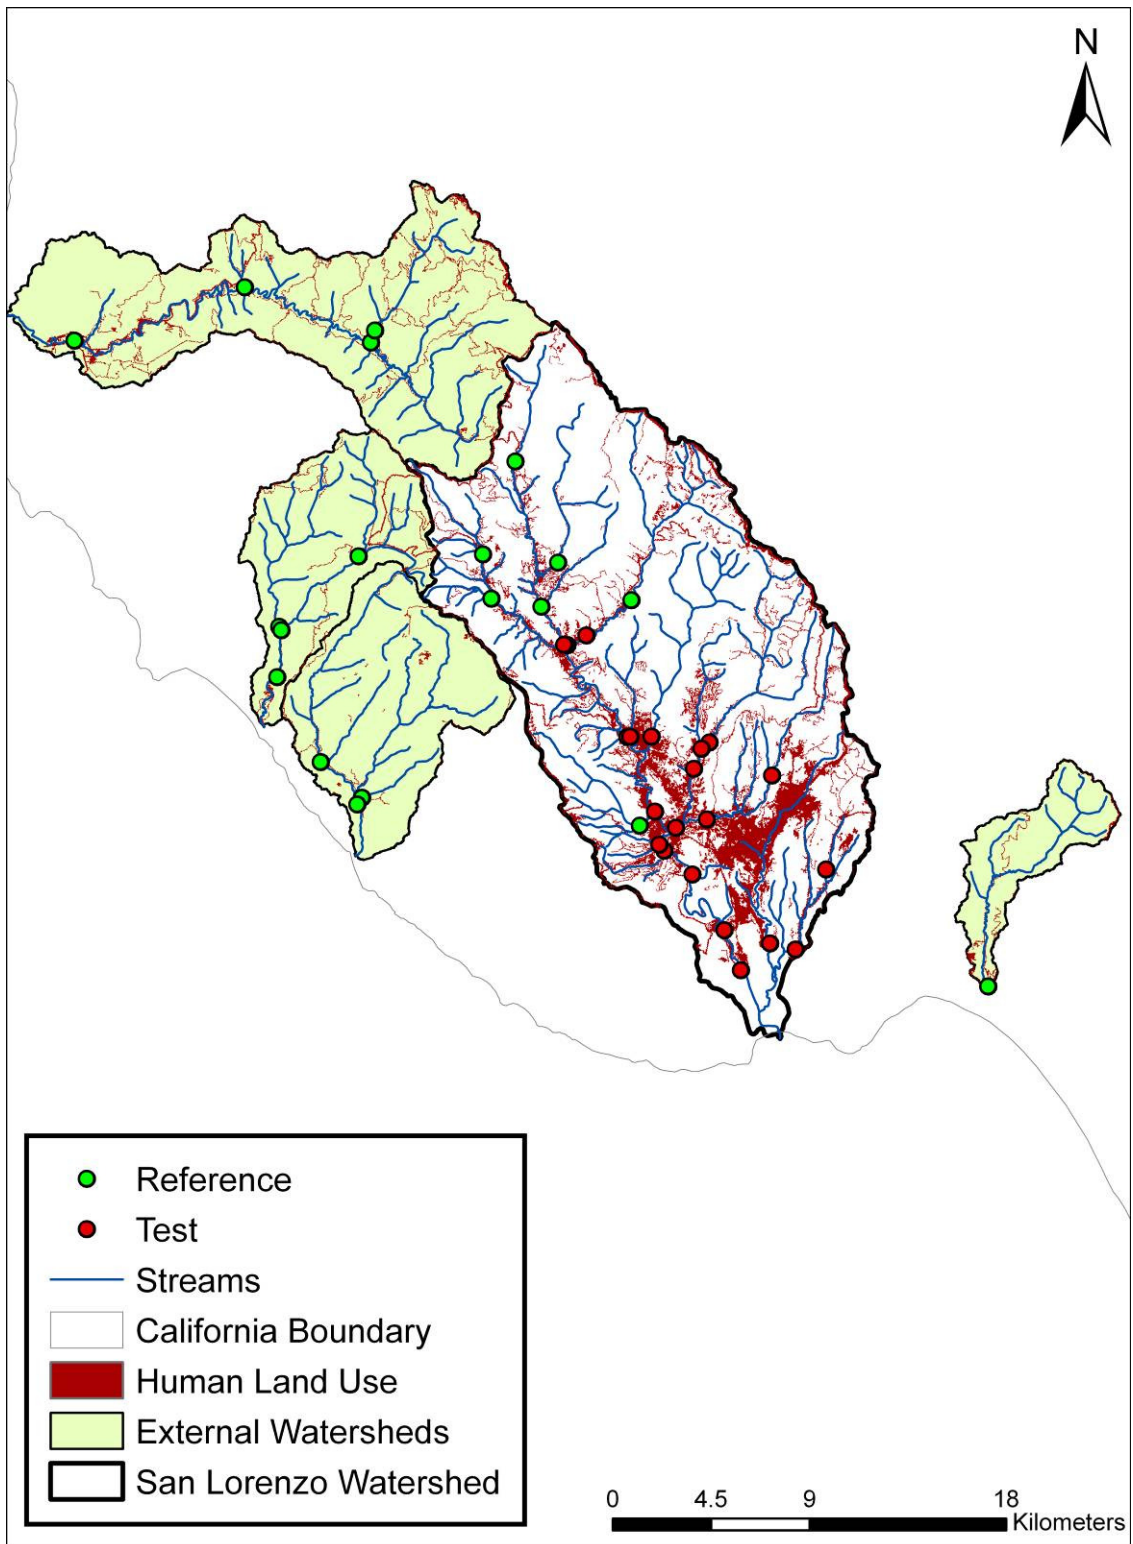 N
Reference
Test
Streams
California Boundary
Human Land Use
External Watersheds
San Lorenzo Watershed
0 4.5 9 18
Kilometers